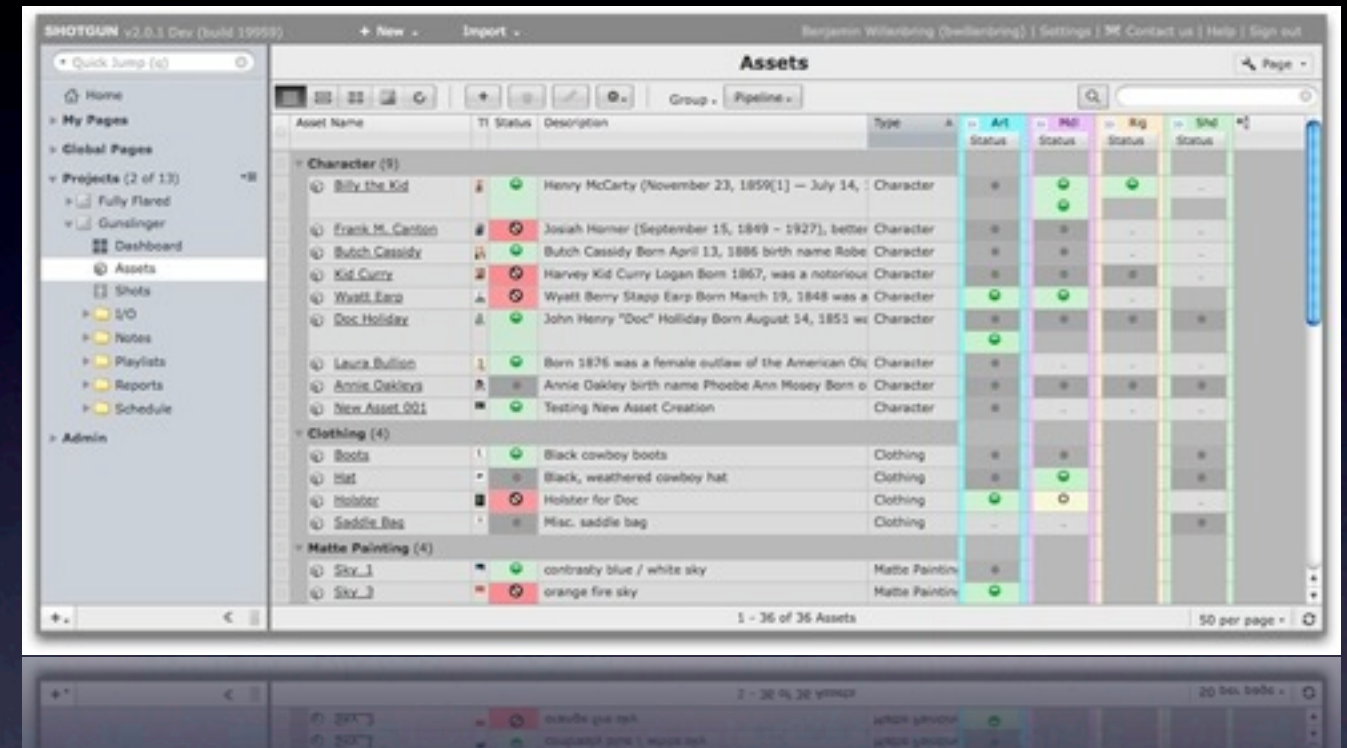 SHOTGUN v2.0.1 Dev (build 19959) + New Import Benjamin Willenbring (bwillenbring) | Settings | Contact us | Help | Sign out
Quick Jump (q) Assets Page
Home
My Pages Group Pipeline
Asset Name Status Description Type Art Mdl Rig Shd
Status Status Status Status
Global Pages
Character (9)
Projects (2 of 13)
Billy the Kid Henry McCarty (November 23, 1859[1] — July 14, Character
Fully Flared
Gunslinger
Frank M. Canton Josiah Horner (September 15, 1849 – 1927), better Character
Dashboard
Butch Cassidy Butch Cassidy Born April 13, 1886 birth name Robe Character
Assets
Kid Curry Harvey Kid Curry Logan Born 1867, was a notorious Character
Shots
Wyatt Earp Wyatt Berry Stapp Earp Born March 19, 1848 was a Character
I/O
Doc Holiday John Henry "Doc" Holliday Born August 14, 1851 wa Character
Notes
Playlists
Laura Bullion Born 1876 was a female outlaw of the American Old Character
Reports
Annie Oakleys Annie Oakley birth name Phoebe Ann Mosey Born o Character
Schedule
New Asset 001 Testing New Asset Creation Character
Admin
Clothing (4)
Boots Black cowboy boots Clothing
Hat Black, weathered cowboy hat Clothing
Holster Holster for Doc Clothing
Saddle Bag Misc. saddle bag Clothing
Matte Painting (4)
Sky_1 contrasty blue / white sky Matte Painting
Sky_3 orange fire sky Matte Painting
1 - 36 of 36 Assets 50 per page